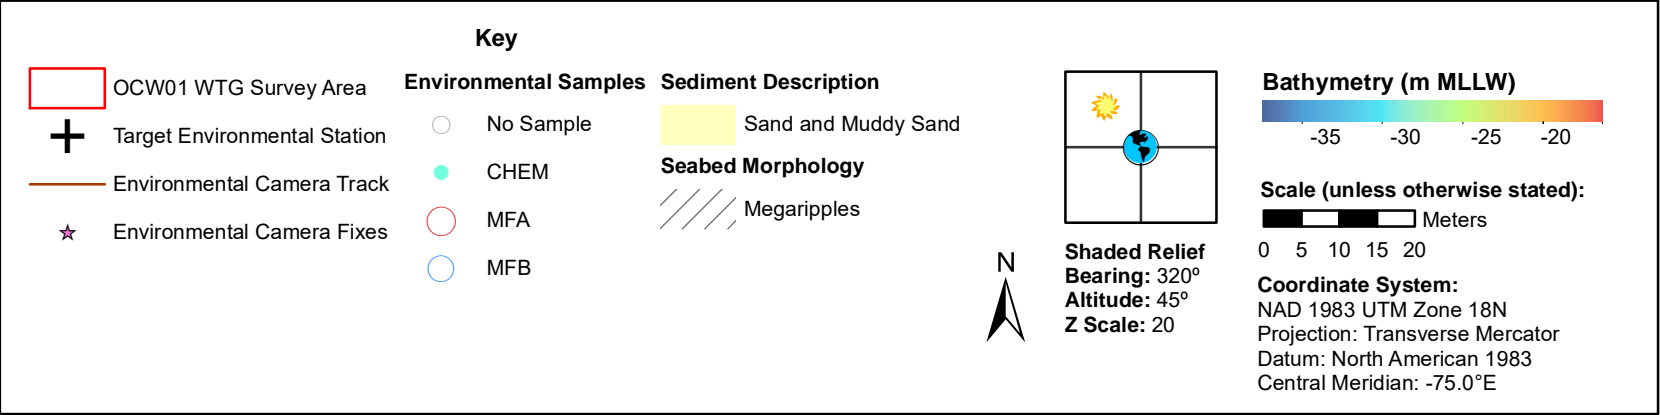 Key
OCW01 WTG Survey Area
Target Environmental Station
Environmental Camera Track
Environmental Camera Fixes
Environmental Samples
No Sample
CHEM
MFA
MFB
Sediment Description
Sand and Muddy Sand
Seabed Morphology
Megaripples
N
Shaded Relief
Bearing: 320º
Altitude: 45º
Z Scale: 20
Bathymetry (m MLLW)
-35 -30 -25 -20
Scale (unless otherwise stated):
Meters
0 5 10 15 20
Coordinate System:
NAD 1983 UTM Zone 18N
Projection: Transverse Mercator
Datum: North American 1983
Central Meridian: -75.0°E